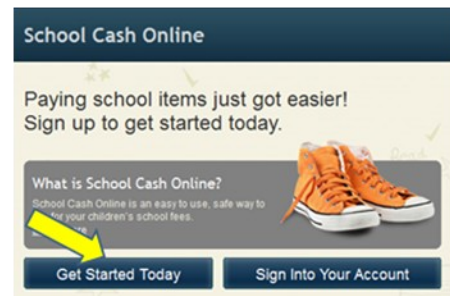 School Cash Online
Paying school items just got easier!
Sign up to get started today.
What is School Cash Online?
School Cash Online is an easy to use, safe way to
for your children's school fees.
Get Started Today
Sign Into Your Account